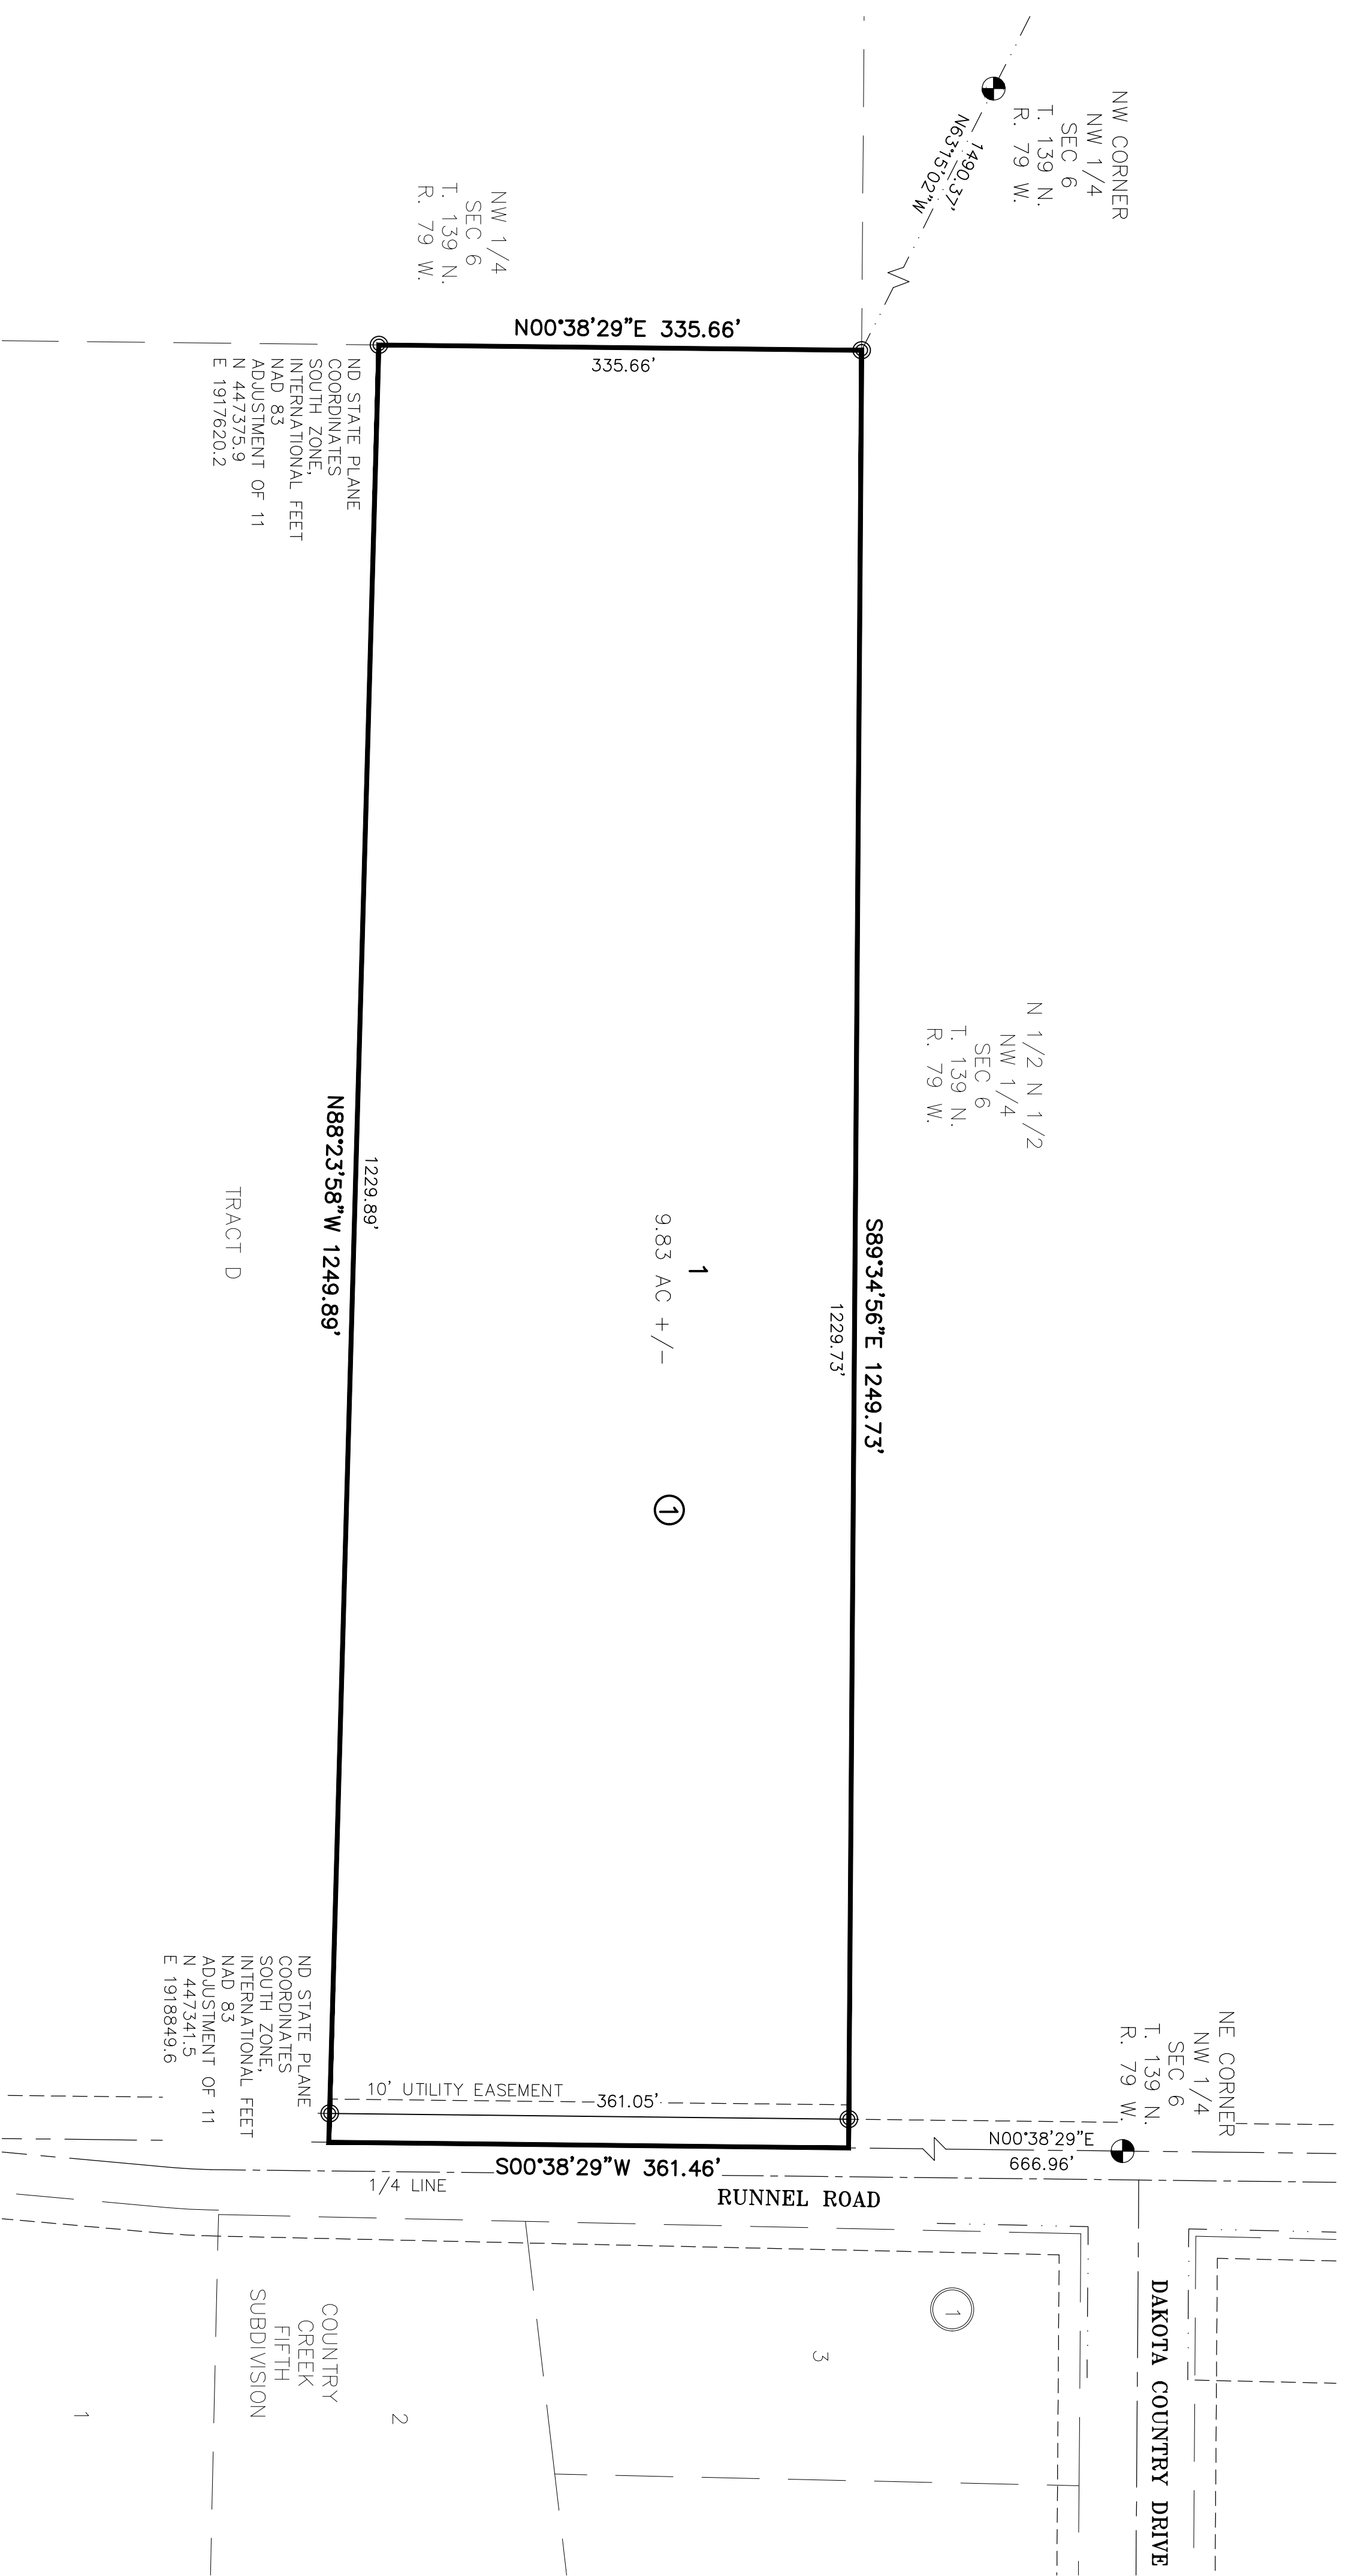 NW CORNER
NW 1/4
SEC 6
T. 139 N.
R. 79 W.
1490.37'
N63°15'02"W
NW 1/4
SEC 6
T. 139 N.
R. 79 W.
N00°38'29"E 335.66'
335.66'
ND STATE PLANE
COORDINATES
SOUTH ZONE,
INTERNATIONAL FEET
NAD 83
ADJUSTMENT OF 11
N 447375.9
E 1917620.2
N 1/2 N 1/2
NW 1/4
SEC 6
T. 139 N.
R. 79 W.
S89°34'56"E 1249.73'
1229.73'
1
9.83 AC +/-
1
1229.89'
N88°23'58"W 1249.89'
TRACT D
ND STATE PLANE
COORDINATES
SOUTH ZONE,
INTERNATIONAL FEET
NAD 83
ADJUSTMENT OF 11
N 447341.5
E 1918849.6
NE CORNER
NW 1/4
SEC 6
T. 139 N.
R. 79 W.
10' UTILITY EASEMENT
361.05'
N00°38'29"E
666.96'
S00°38'29"W 361.46'
1/4 LINE
RUNNEL ROAD
DAKOTA COUNTRY DRIVE
1
3
COUNTRY
CREEK
FIFTH
SUBDIVISION
2
1